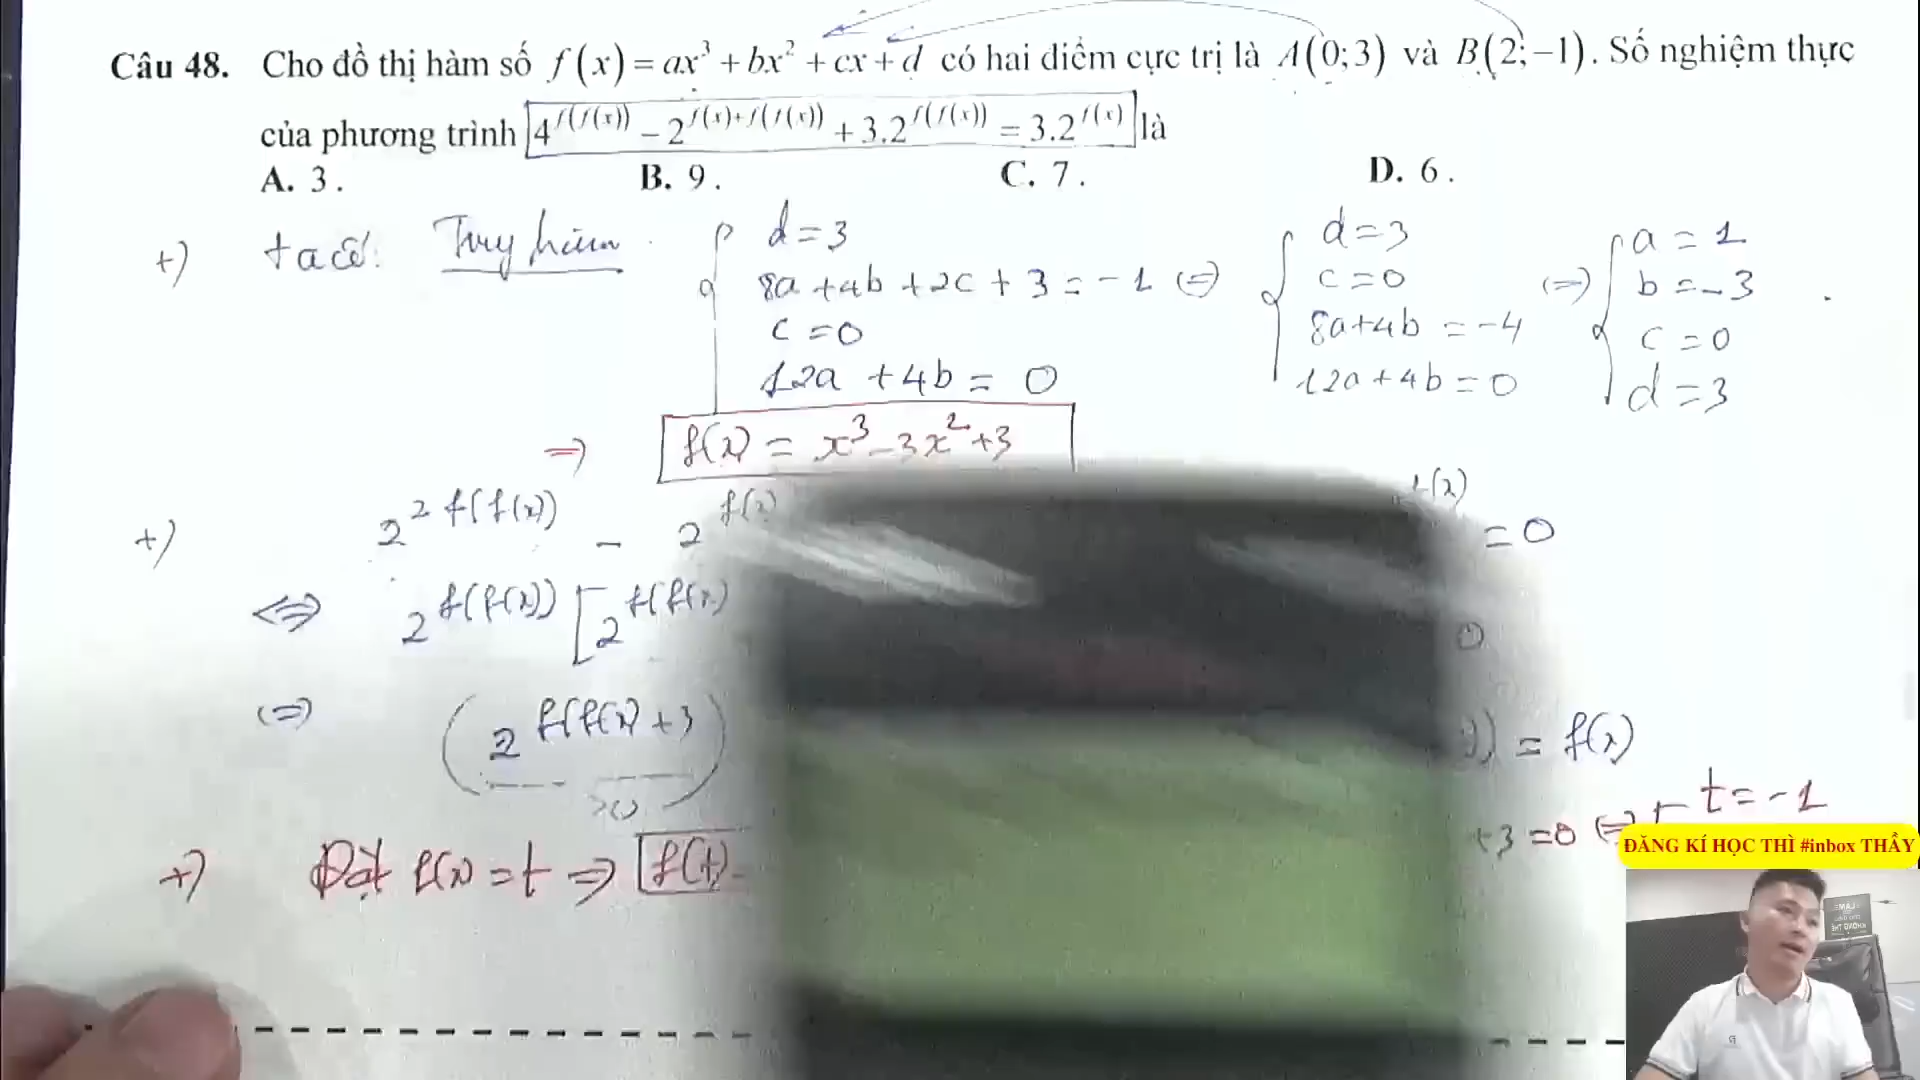 Câu 48. Cho đồ thị hàm số f(x) = ax³ + bx² + cx + d có hai điểm cực trị là A(0;3) và B(2;−1). Số nghiệm thực
của phương trình 4^{f(f(x))} − 2^{f(x)+f(f(x))} + 3.2^{f(f(x))} = 3.2^{f(x)} là
A. 3. B. 9. C. 7. D. 6.
+) ta có: { d = 3 { d = 3 { a = 1
8a + 4b + 2c + 3 = −1 ⇔ c = 0 ⇔ b = −3
c = 0 8a + 4b = −4 c = 0
12a + 4b = 0 12a + 4b = 0 d = 3
⇒ f(x) = x³ − 3x² + 3
+) 2^{2f(f(x))} − 2^{f(x)} f(x) = 0
⇔ 2^{f(f(x))} [2^{f(f(x))} 0
⇔ (2^{f(f(x)) + 3}) = f(x)
>0
+) Đặt f(x) = t ⇒ f(t) +3 = 0 ⇔ t = −1
ĐĂNG KÍ HỌC THÌ #inbox THẦY